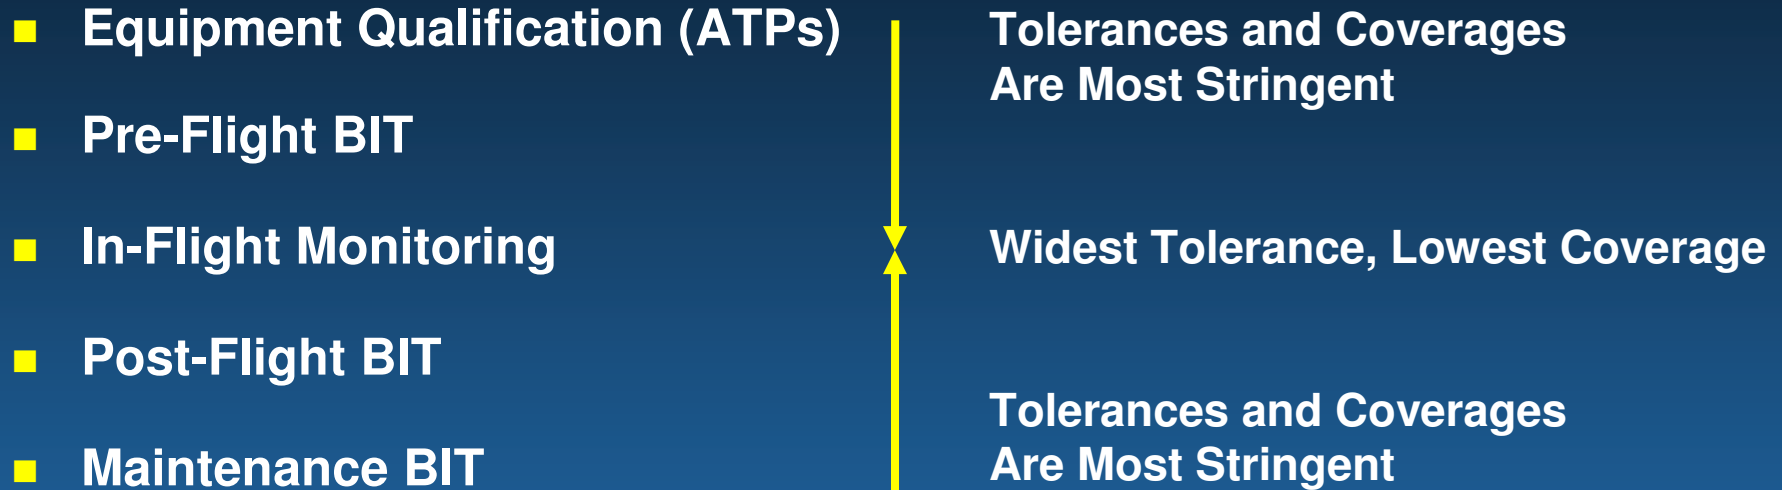 Equipment Qualification (ATPs)
Tolerances and Coverages
Are Most Stringent
Pre-Flight BIT
In-Flight Monitoring
Widest Tolerance, Lowest Coverage
Post-Flight BIT
Tolerances and Coverages
Are Most Stringent
Maintenance BIT